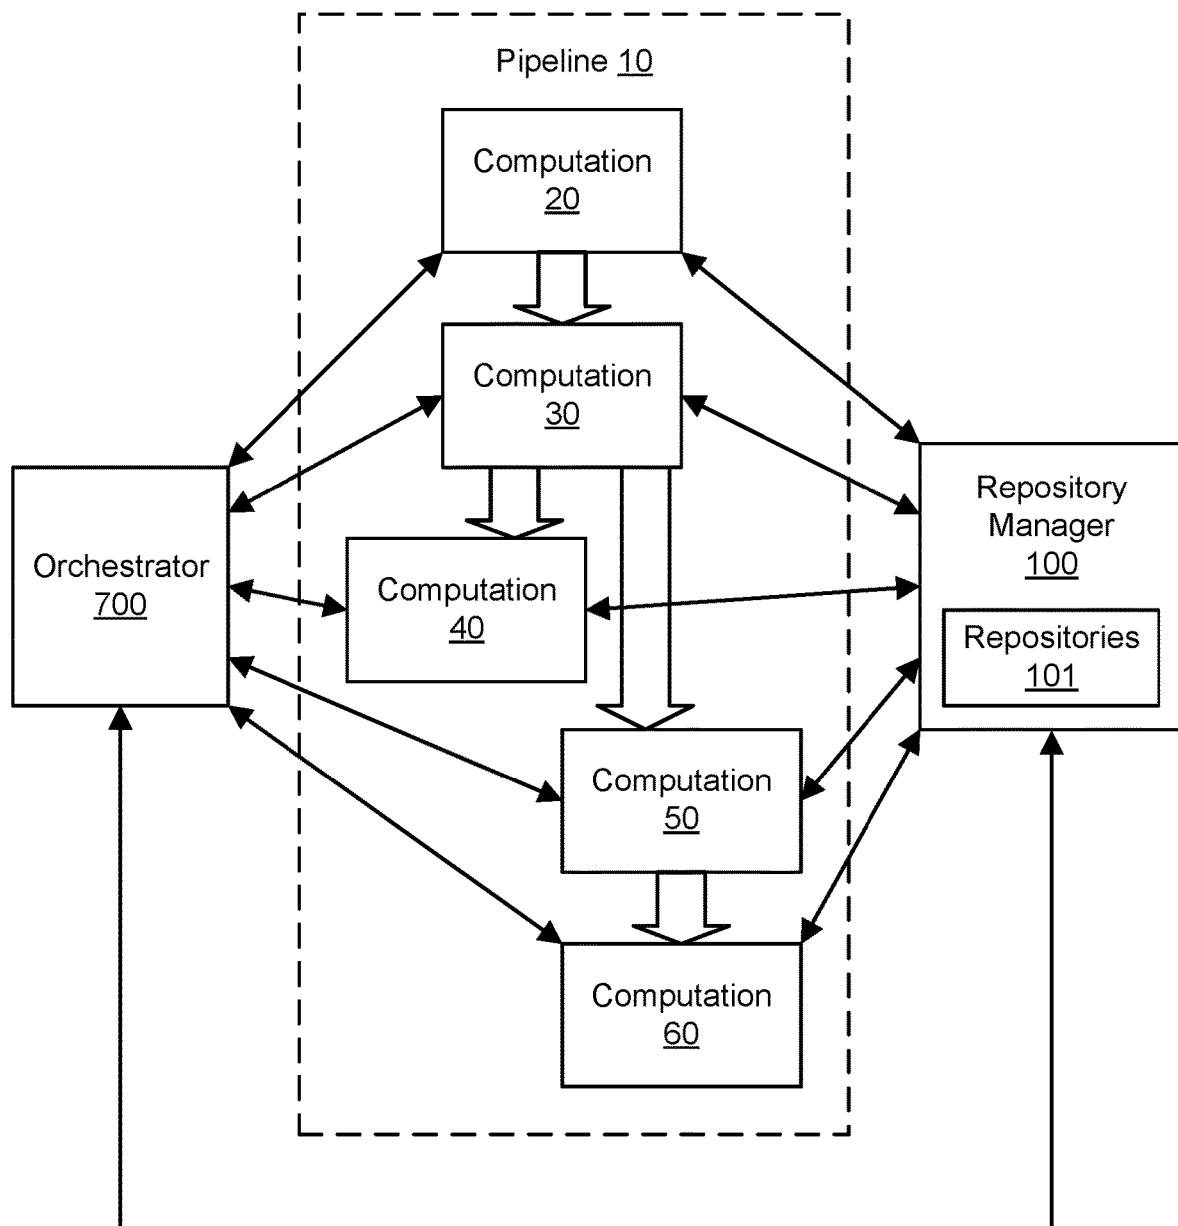 Pipeline 10
Computation
20
Computation
30
Orchestrator
700
Computation
40
Repository
Manager
100
Repositories
101
Computation
50
Computation
60